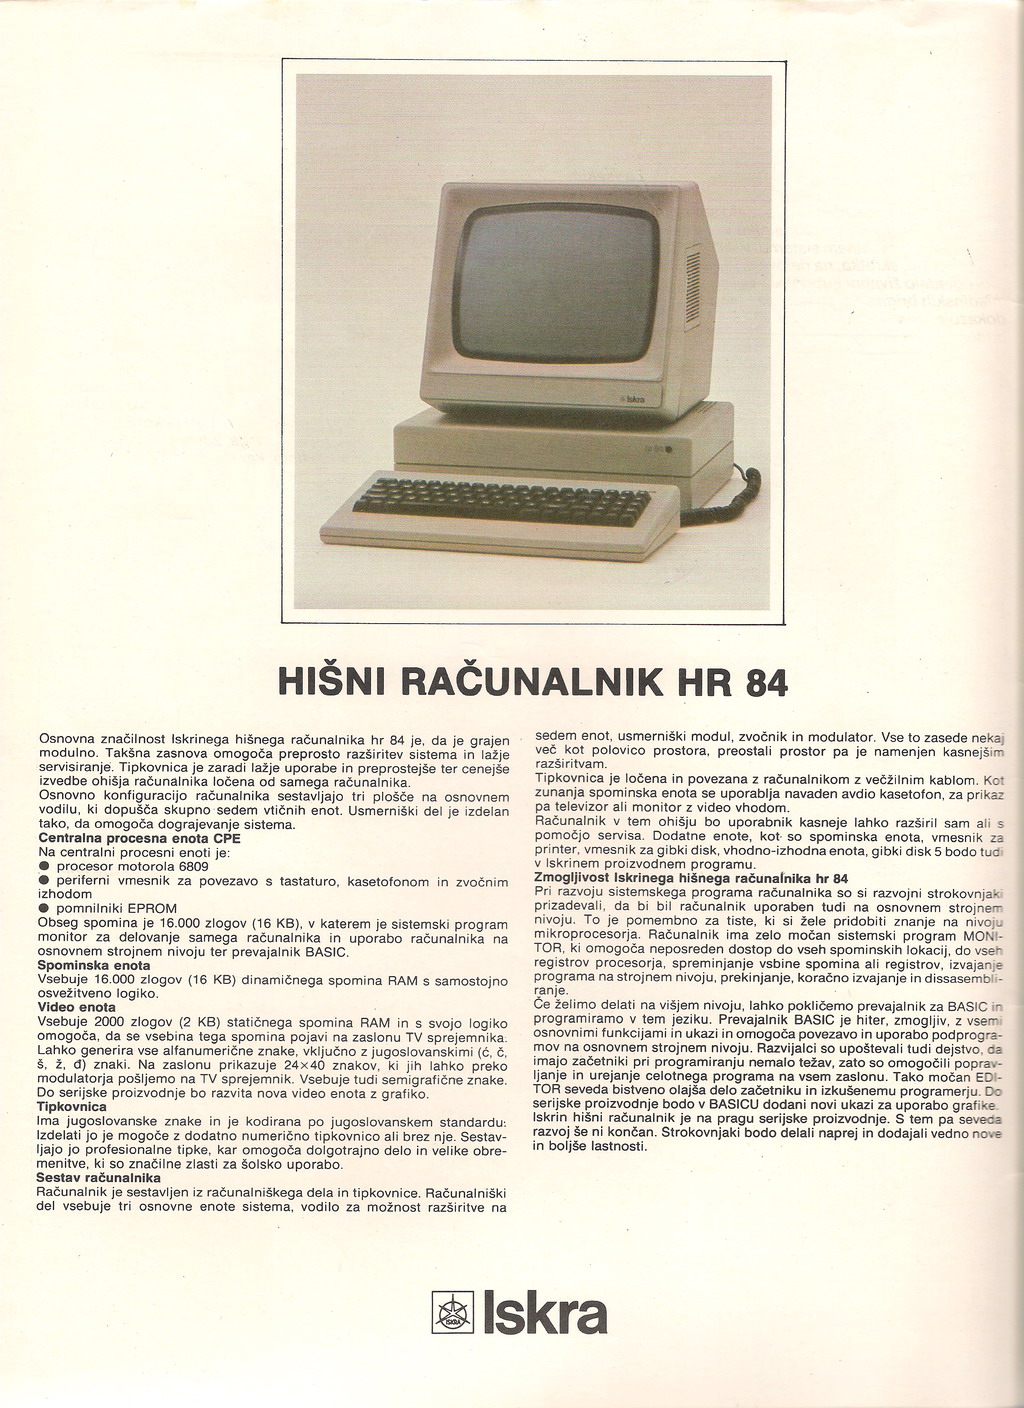 Iskra
HIŠNI RAČUNALNIK HR 84
Osnovna značilnost Iskrinega hišnega računalnika hr 84 je, da je grajen
modulno. Takšna zasnova omogoča preprosto razširitev sistema in lažje
servisiranje. Tipkovnica je zaradi lažje uporabe in preprostejše ter cenejše
izvedbe ohišja računalnika ločena od samega računalnika.
Osnovno konfiguracijo računalnika sestavljajo tri plošče na osnovnem
vodilu, ki dopušča skupno sedem vtičnih enot. Usmerniški del je izdelan
tako, da omogoča dograjevanje sistema.
Centralna procesna enota CPE
Na centralni procesni enoti je:
● procesor motorola 6809
● periferni vmesnik za povezavo s tastaturo, kasetofonom in zvočnim
izhodom
● pomnilniki EPROM
Obseg spomina je 16.000 zlogov (16 KB), v katerem je sistemski program
monitor za delovanje samega računalnika in uporabo računalnika na
osnovnem strojnem nivoju ter prevajalnik BASIC.
Spominska enota
Vsebuje 16.000 zlogov (16 KB) dinamičnega spomina RAM s samostojno
osvežitveno logiko.
Video enota
Vsebuje 2000 zlogov (2 KB) statičnega spomina RAM in s svojo logiko
omogoča, da se vsebina tega spomina pojavi na zaslonu TV sprejemnika.
Lahko generira vse alfanumerične znake, vključno z jugoslovanskimi (ć, č,
š, ž, đ) znaki. Na zaslonu prikazuje 24×40 znakov, ki jih lahko preko
modulatorja pošljemo na TV sprejemnik. Vsebuje tudi semigrafične znake.
Do serijske proizvodnje bo razvita nova video enota z grafiko.
Tipkovnica
Ima jugoslovanske znake in je kodirana po jugoslovanskem standardu:
Izdelati jo je mogoče z dodatno numerično tipkovnico ali brez nje. Sestav-
ljajo jo profesionalne tipke, kar omogoča dolgotrajno delo in velike obre-
menitve, ki so značilne zlasti za šolsko uporabo.
Sestav računalnika
Računalnik je sestavljen iz računalniškega dela in tipkovnice. Računalniški
del vsebuje tri osnovne enote sistema, vodilo za možnost razširitve na
sedem enot, usmerniški modul, zvočnik in modulator. Vse to zasede nekaj
več kot polovico prostora, preostali prostor pa je namenjen kasnejšim
razširitvam.
Tipkovnica je ločena in povezana z računalnikom z večžilnim kablom. Kot
zunanja spominska enota se uporablja navaden avdio kasetofon, za prikaz
pa televizor ali monitor z video vhodom.
Računalnik v tem ohišju bo uporabnik kasneje lahko razširil sam ali s
pomočjo servisa. Dodatne enote, kot so spominska enota, vmesnik za
printer, vmesnik za gibki disk, vhodno-izhodna enota, gibki disk 5 bodo tudi
v Iskrinem proizvodnem programu.
Zmogljivost Iskrinega hišnega računalnika hr 84
Pri razvoju sistemskega programa računalnika so si razvojni strokovnjaki
prizadevali, da bi bil računalnik uporaben tudi na osnovnem strojnem
nivoju. To je pomembno za tiste, ki si žele pridobiti znanje na nivoju
mikroprocesorja. Računalnik ima zelo močan sistemski program MONI-
TOR, ki omogoča neposreden dostop do vseh spominskih lokacij, do vseh
registrov procesorja, spreminjanje vsbine spomina ali registrov, izvajanje
programa na strojnem nivoju, prekinjanje, koračno izvajanje in dissasembli-
ranje.
Če želimo delati na višjem nivoju, lahko pokličemo prevajalnik za BASIC in
programiramo v tem jeziku. Prevajalnik BASIC je hiter, zmogljiv, z vsemi
osnovnimi funkcijami in ukazi in omogoča povezavo in uporabo podprogra-
mov na osnovnem strojnem nivoju. Razvijalci so upoštevali tudi dejstvo, da
imajo začetniki pri programiranju nemalo težav, zato so omogočili poprav-
ljanje in urejanje celotnega programa na vsem zaslonu. Tako močan EDI-
TOR seveda bistveno olajša delo začetniku in izkušenemu programerju. Do
serijske proizvodnje bodo v BASICU dodani novi ukazi za uporabo grafike.
Iskrin hišni računalnik je na pragu serijske proizvodnje. S tem pa seveda
razvoj še ni končan. Strokovnjaki bodo delali naprej in dodajali vedno nove
in boljše lastnosti.
ISKRA Iskra